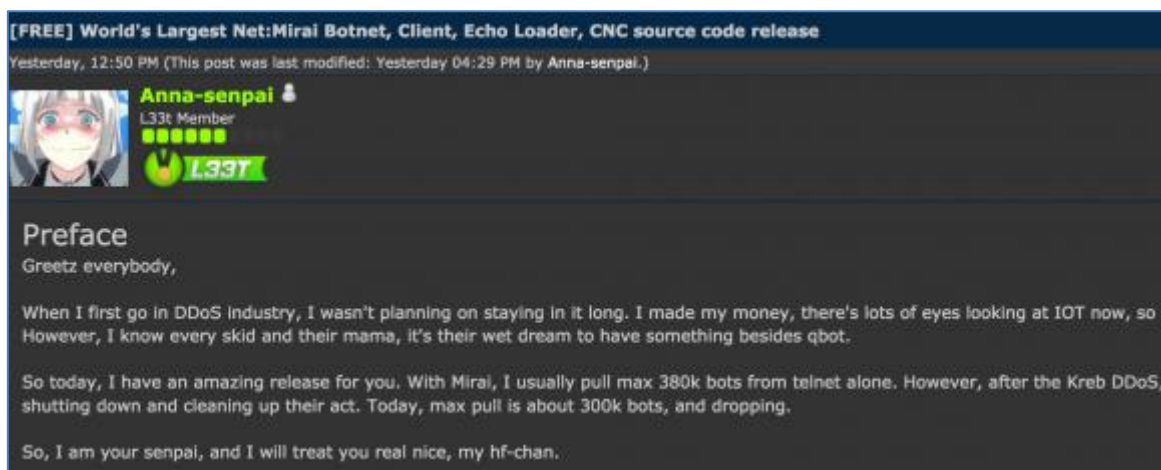 [FREE] World's Largest Net:Mirai Botnet, Client, Echo Loader, CNC source code release
Yesterday, 12:50 PM (This post was last modified: Yesterday 04:29 PM by Anna-senpai.)
Anna-senpai
L33t Member
L33T
Preface
Greetz everybody,
When I first go in DDoS industry, I wasn't planning on staying in it long. I made my money, there's lots of eyes looking at IOT now, so
However, I know every skid and their mama, it's their wet dream to have something besides qbot.
So today, I have an amazing release for you. With Mirai, I usually pull max 380k bots from telnet alone. However, after the Kreb DDoS,
shutting down and cleaning up their act. Today, max pull is about 300k bots, and dropping.
So, I am your senpai, and I will treat you real nice, my hf-chan.